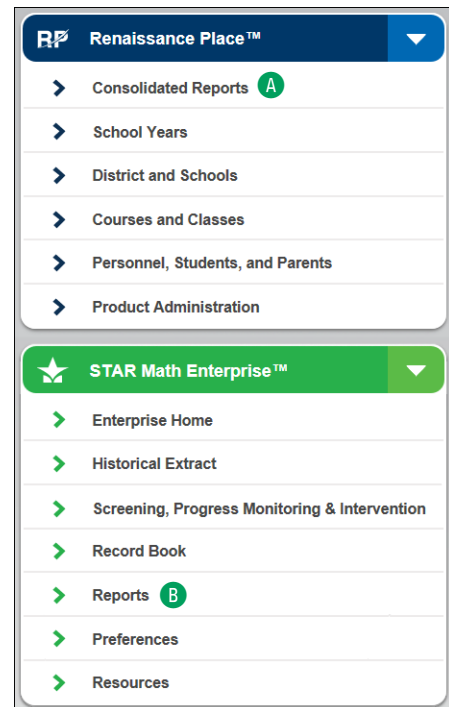 RP Renaissance Place™
Consolidated Reports A
School Years
District and Schools
Courses and Classes
Personnel, Students, and Parents
Product Administration
STAR Math Enterprise™
Enterprise Home
Historical Extract
Screening, Progress Monitoring & Intervention
Record Book
Reports B
Preferences
Resources